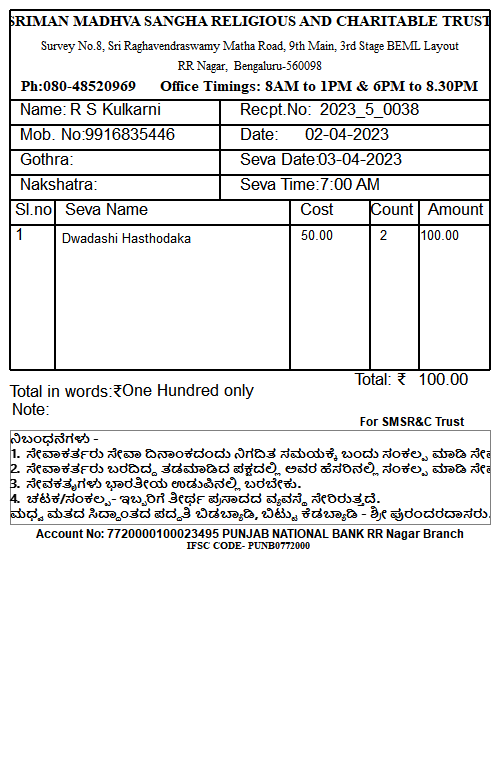 SRIMAN MADHVA SANGHA RELIGIOUS AND CHARITABLE TRUST
Survey No.8, Sri Raghavendraswamy Matha Road, 9th Main, 3rd Stage BEML Layout
RR Nagar, Bengaluru-560098
Ph:080-48520969 Office Timings: 8AM to 1PM & 6PM to 8.30PM
Name: R S Kulkarni Recpt.No: 2023_5_0038
Mob. No:9916835446 Date: 02-04-2023
Gothra: Seva Date:03-04-2023
Nakshatra: Seva Time:7:00 AM
Sl.no Seva Name Cost Count Amount
1 Dwadashi Hasthodaka 50.00 2 100.00
Total: ₹ 100.00
Total in words:₹One Hundred only
Note:
For SMSR&C Trust
ನಿಬಂಧನೆಗಳು -
1. ಸೇವಾಕರ್ತರು ಸೇವಾ ದಿನಾಂಕದಂದು ನಿಗದಿತ ಸಮಯಕ್ಕೆ ಬಂದು ಸಂಕಲ್ಪ ಮಾಡಿ
2. ಸೇವಾಕರ್ತರು ಬರದಿದ್ದ ತಡಮಾಡಿದ ಪಕ್ಷದಲ್ಲಿ ಅವರ ಹೆಸರಿನಲ್ಲಿ ಸಂಕಲ್ಪ ಮಾಡಿ
3. ಸೇವಕತೃಗಳು ಭಾರತೀಯ ಉಡುಪಿನಲ್ಲಿ ಬರಬೇಕು.
4. ಚಟಕ/ಸಂಕಲ್ಪ- ಇಬ್ಬರಿಗೆ ತೀರ್ಥ ಪ್ರಸಾದದ ವ್ಯವಸ್ಥೆ ಸೇರಿರುತ್ತದೆ.
ಮಧ್ವ ಮತದ ಸಿದ್ಧಾಂತದ ಪದ್ಧತಿ ಬಿಡಬ್ಯಾಡಿ, ಬಿಟ್ಟು ಕೆಡಬ್ಯಾಡಿ - ಶ್ರೀ ಪುರಂದರದಾಸರು.
Account No: 7720000100023495 PUNJAB NATIONAL BANK RR Nagar Branch
IFSC CODE- PUNB0772000